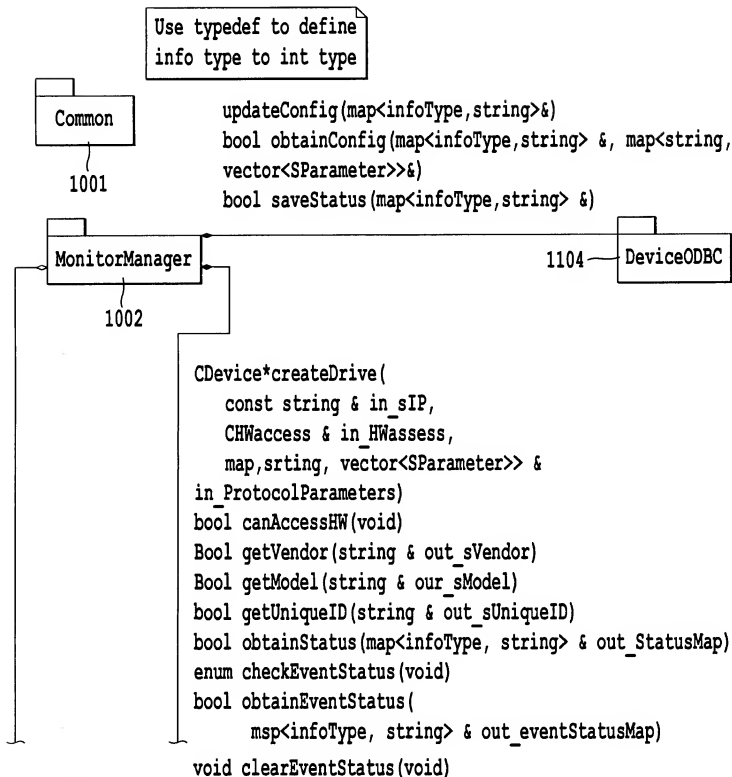 Use typedef to define
info type to int type
Common
1001
updateConfig(map<infoType,string>&)
bool obtainConfig(map<infoType,string> &, map<string,
vector<SParameter>>&)
bool saveStatus(map<infoType,string> &)
MonitorManager
1002
1104
DeviceODBC
CDevice*createDrive(
const string & in_sIP,
CHWaccess & in_HWassess,
map,srting, vector<SParameter>> &
in_ProtocolParameters)
bool canAccessHW(void)
Bool getVendor(string & out_sVendor)
Bool getModel(string & our_sModel)
bool getUniqueID(string & out_sUniqueID)
bool obtainStatus(map<infoType, string> & out_StatusMap)
enum checkEventStatus(void)
bool obtainEventStatus(
msp<infoType, string> & out_eventStatusMap)
void clearEventStatus(void)